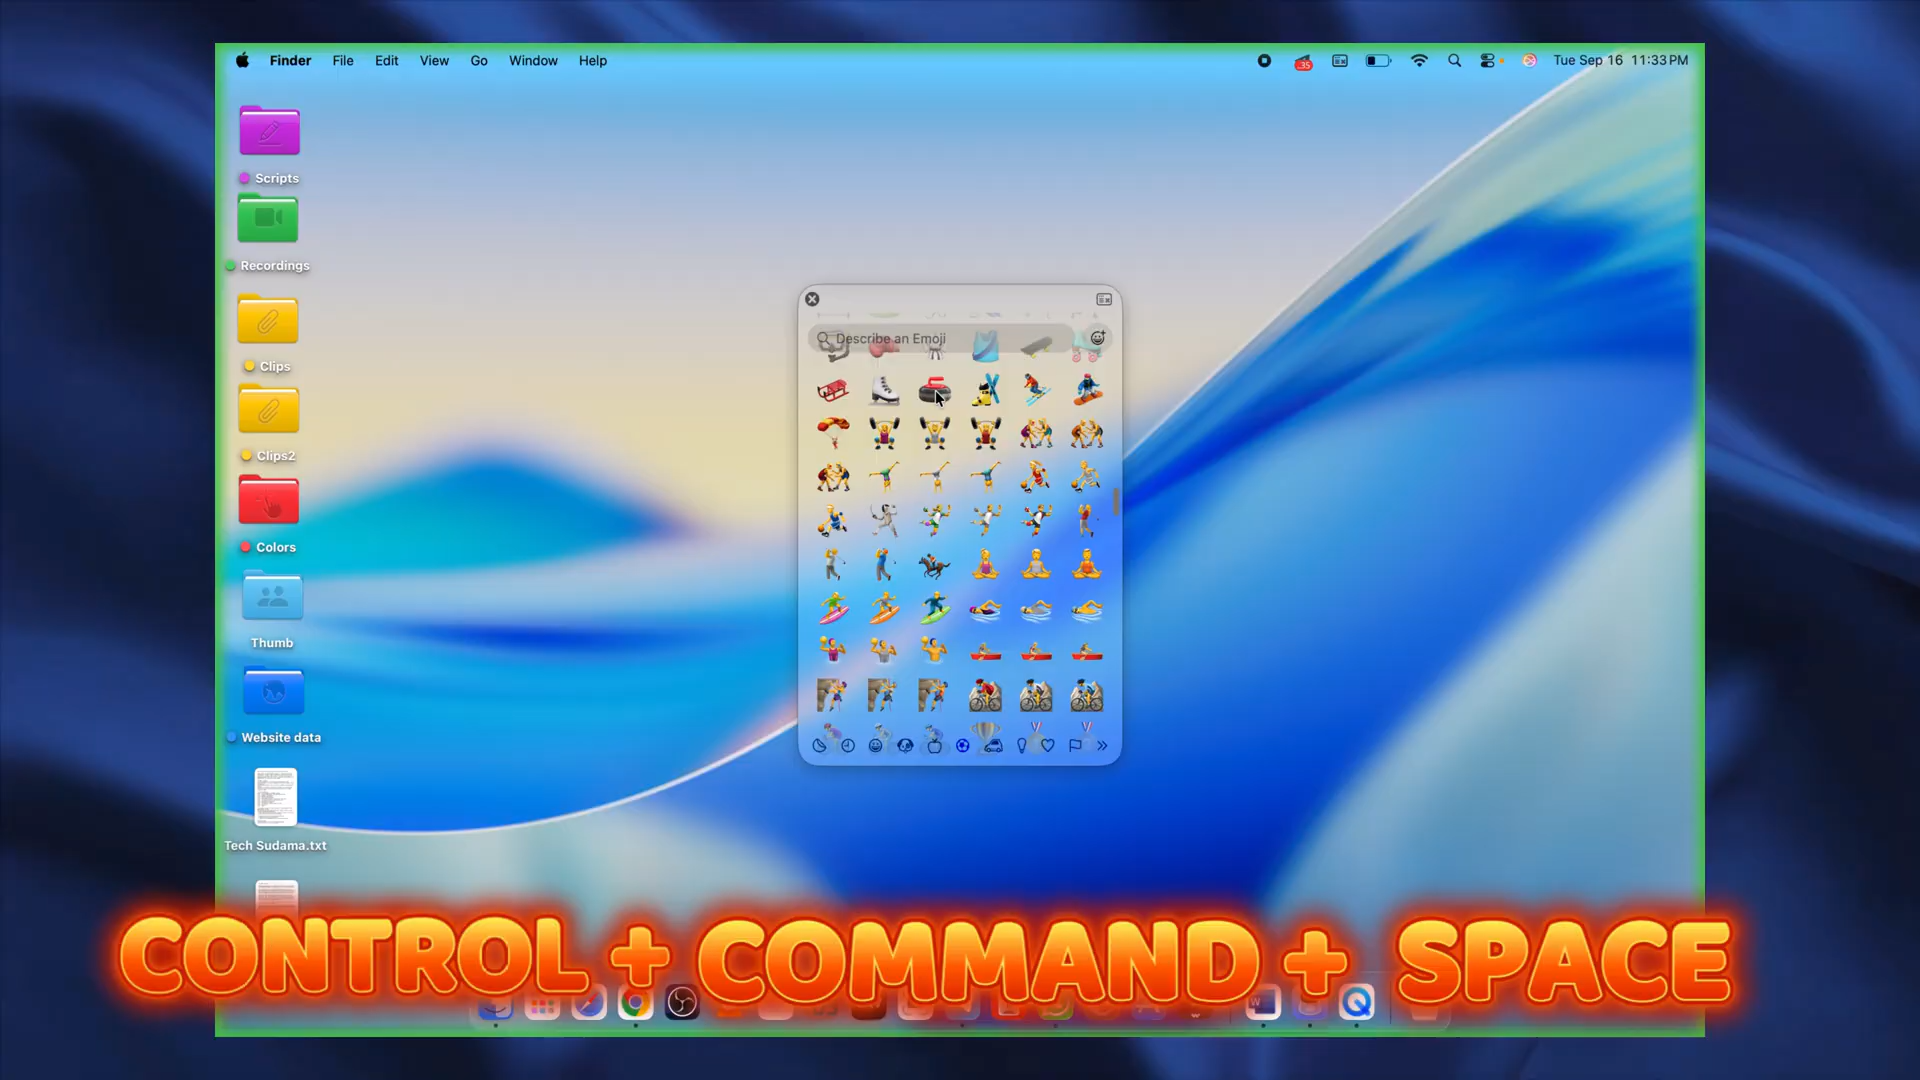 Finder File Edit View Go Window Help
.35
Tue Sep 16 11:33 PM
Scripts
Recordings
Clips
Clips2
Colors
Thumb
Website data
Tech Sudama.txt
Describe an Emoji
CONTROL + COMMAND + SPACE
W